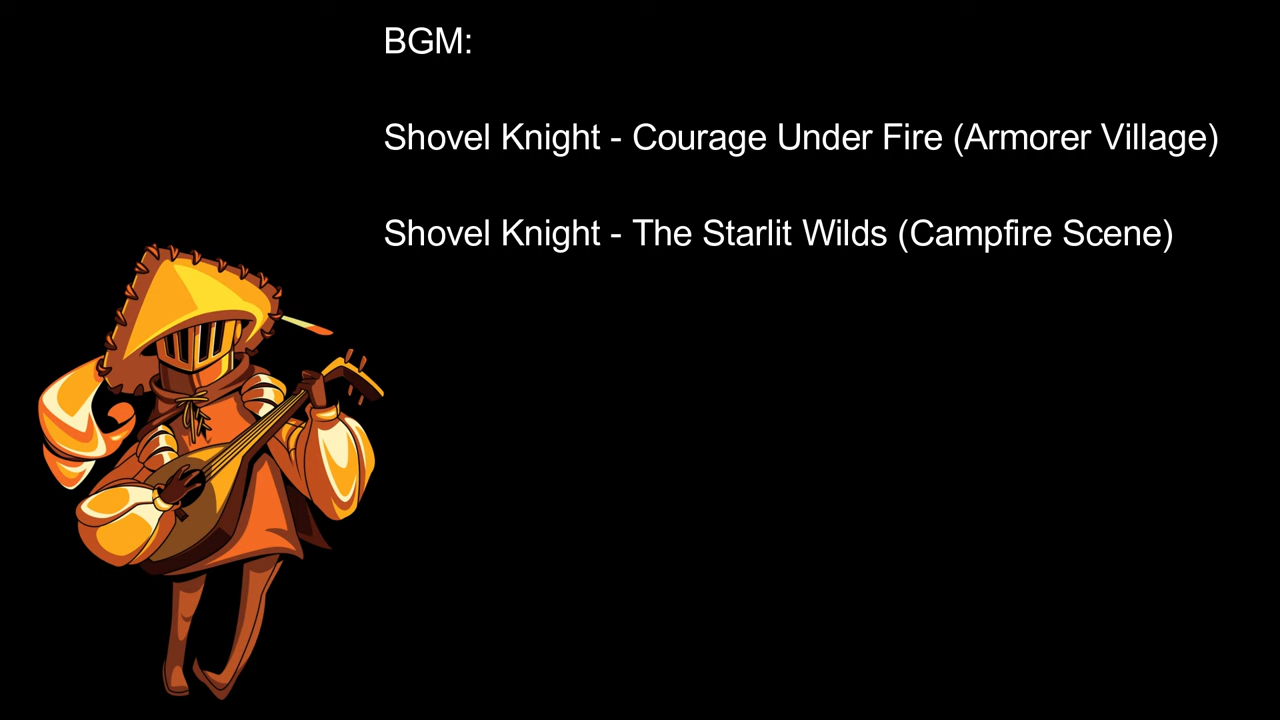 BGM:
Shovel Knight - Courage Under Fire (Armorer Village)
Shovel Knight - The Starlit Wilds (Campfire Scene)